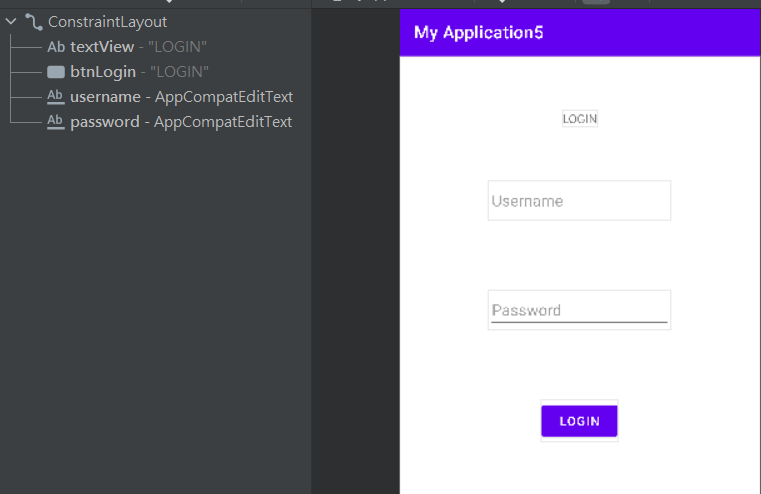 ConstraintLayout
Ab textView - "LOGIN"
btnLogin - "LOGIN"
Ab username - AppCompatEditText
Ab password - AppCompatEditText
My Application5
LOGIN
Username
Password
LOGIN